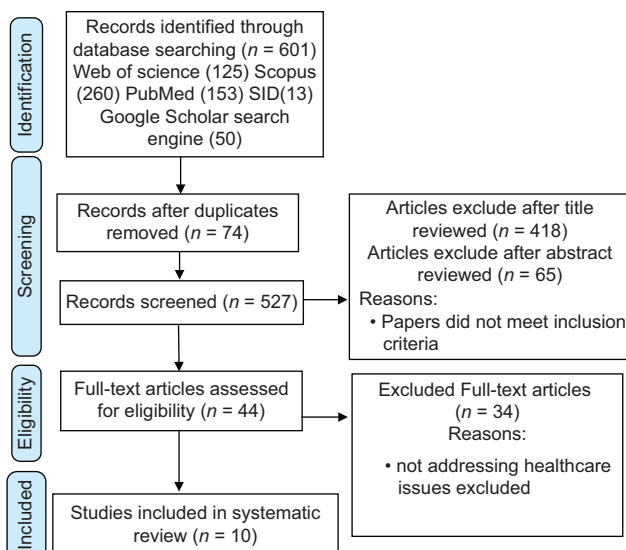 Identification
Records identified through
database searching (n = 601)
Web of science (125) Scopus
(260) PubMed (153) SID(13)
Google Scholar search
engine (50)
Screening
Records after duplicates
removed (n = 74)
Records screened (n = 527)
Articles exclude after title
reviewed (n = 418)
Articles exclude after abstract
reviewed (n = 65)
Reasons:
• Papers did not meet inclusion
criteria
Eligibility
Full-text articles assessed
for eligibility (n = 44)
Excluded Full-text articles
(n = 34)
Reasons:
• not addressing healthcare
issues excluded
Included
Studies included in systematic
review (n = 10)